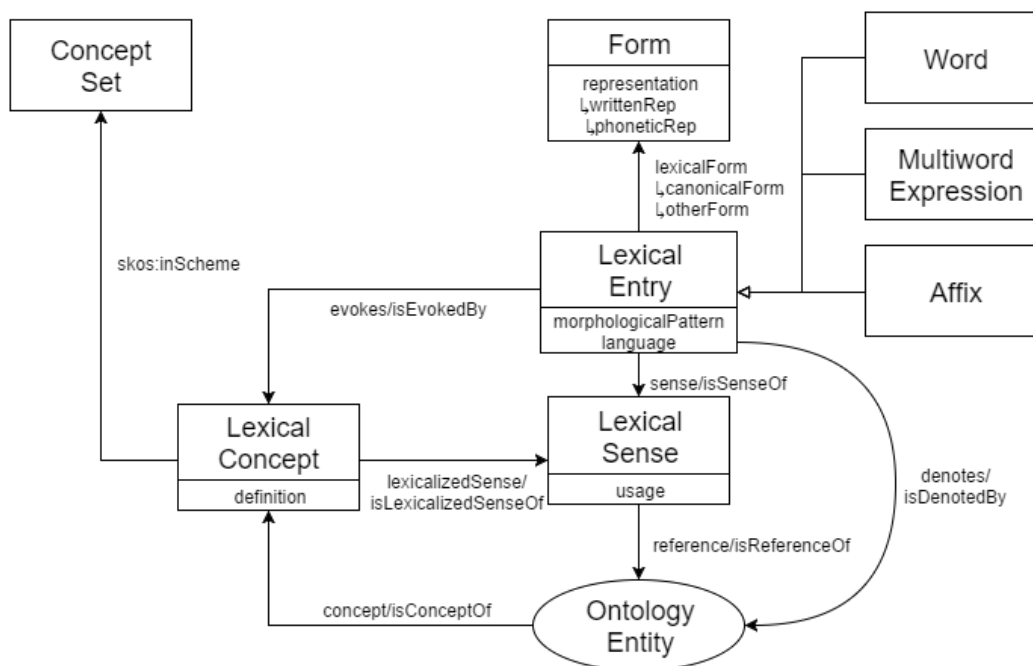 Concept
Set
Form
representation
↳writtenRep
↳phoneticRep
Word
Multiword
Expression
Affix
lexicalForm
↳canonicalForm
↳otherForm
skos:inScheme
Lexical
Entry
morphologicalPattern
language
evokes/isEvokedBy
sense/isSenseOf
Lexical
Concept
definition
lexicalizedSense/
isLexicalizedSenseOf
Lexical
Sense
usage
denotes/
isDenotedBy
reference/isReferenceOf
concept/isConceptOf
Ontology
Entity